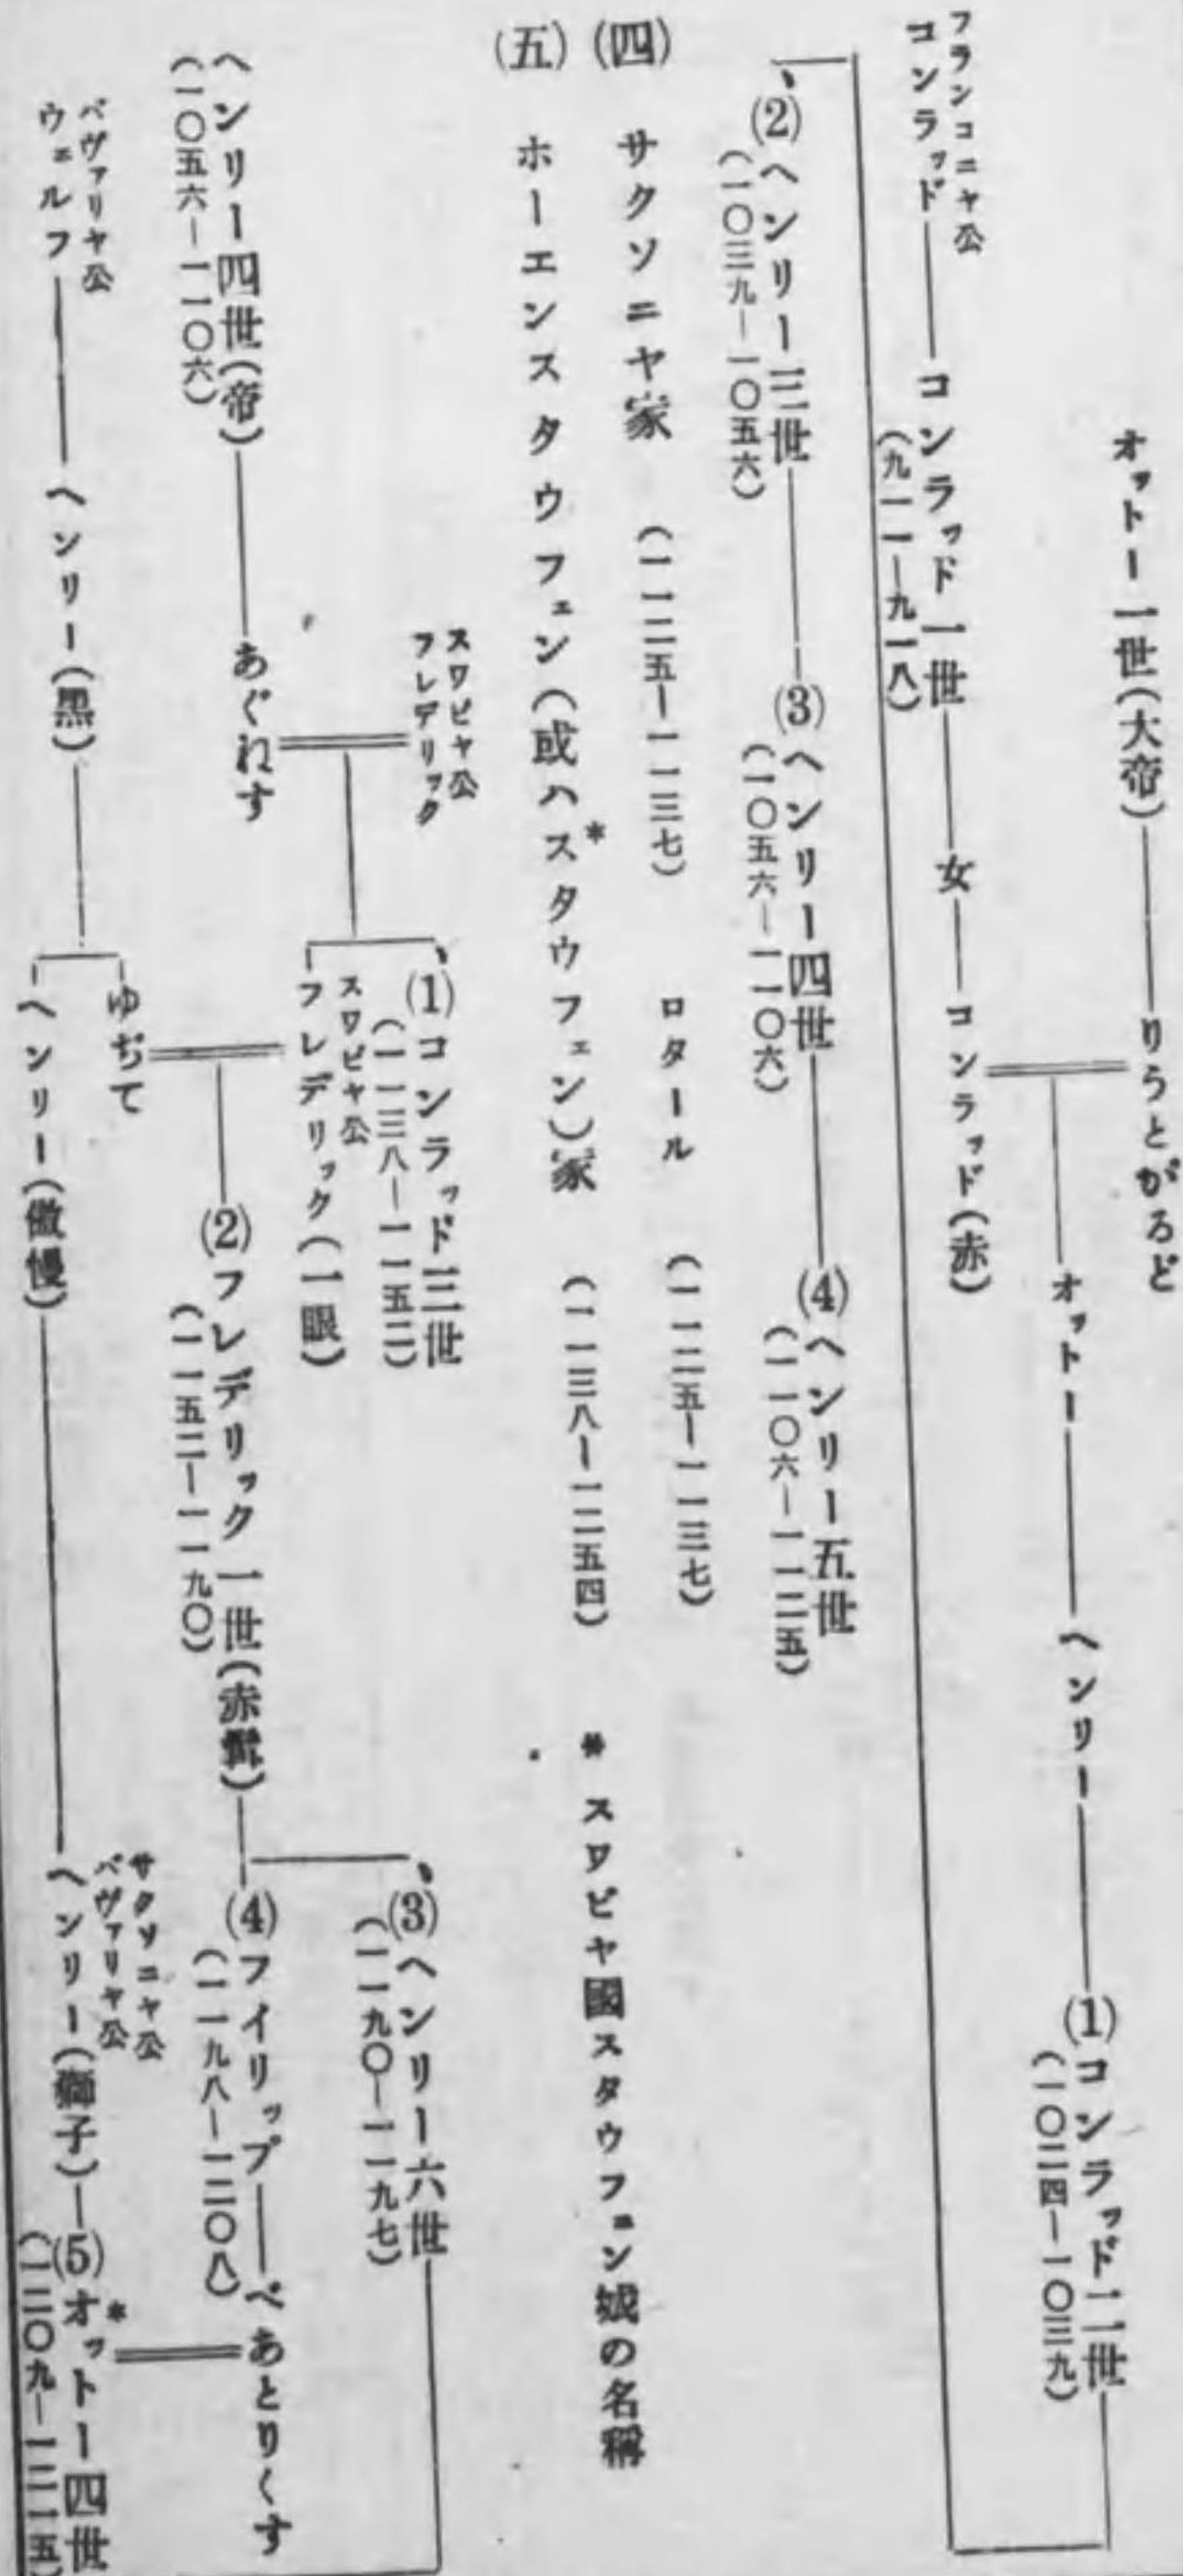 オットー一世(大帝)――りうとがるど
オットー――ヘンリー――(1)コンラッド二世
(一〇二四―一〇三九)
フランコニヤ公
コンラッド――コンラッド一世――女――コンラッド(赤)
(九一一―九一八)
(2)ヘンリー三世――(3)ヘンリー四世――(4)ヘンリー五世
(一〇三九―一〇五六) (一〇五六―一一〇六) (一一〇六―一一二五)
(四) サクソニヤ家 (一一二五―一一三七) ロタール (一一二五―一一三七)
(五) ホーエンスタウフェン(或ハスタウフェン)家 (一一三八―一二五四)
* スワビヤ國スタウフェン城の名稱
スワビヤ公
フレデリック
(1)コンラッド三世
(一一三八―一一五二)
(3)ヘンリー六世
(一一九〇―一一九七)
スワビヤ公
フレデリック(一眼)
ヘンリー四世(帝)――あぐねす
(一〇五六―一一〇六)
(2)フレデリック一世(赤髯)
(一一五二―一一九〇)
(4)フイリップ――べあとりくす
(一一九八―一二〇八)
ゆぢて
バヴァリヤ公
ウェルフ――ヘンリー(黑)
ヘンリー(傲慢)
サクソニヤ公
バヴァリヤ公
ヘンリー(獅子)――(5)オットー四世*
(一二〇九―一二一五)